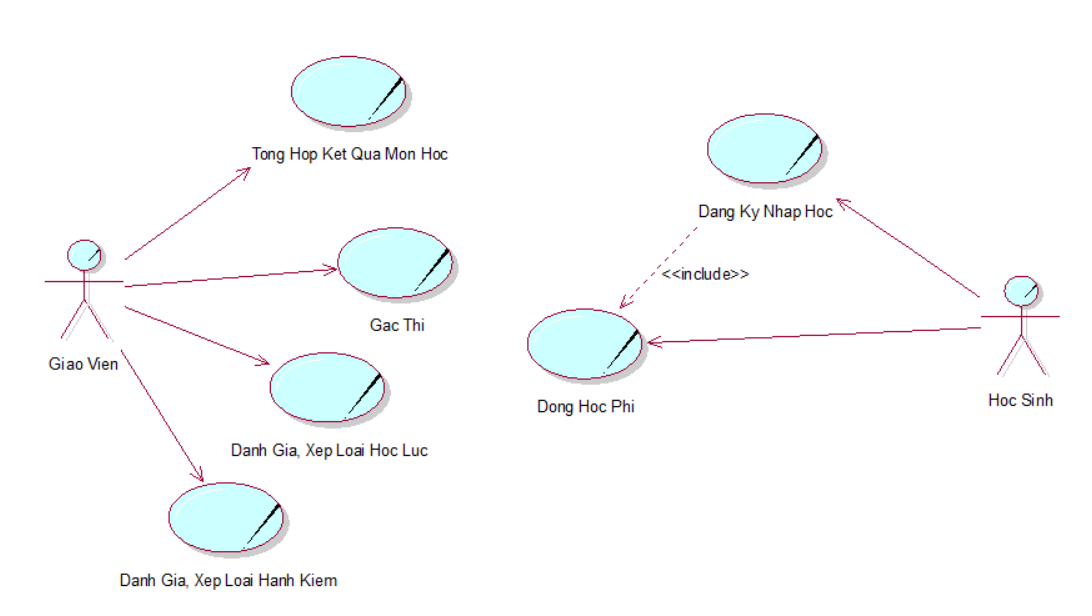 Tong Hop Ket Qua Mon Hoc
Dang Ky Nhap Hoc
<<include>>
Gac Thi
Giao Vien
Hoc Sinh
Dong Hoc Phi
Danh Gia, Xep Loai Hoc Luc
Danh Gia, Xep Loai Hanh Kiem